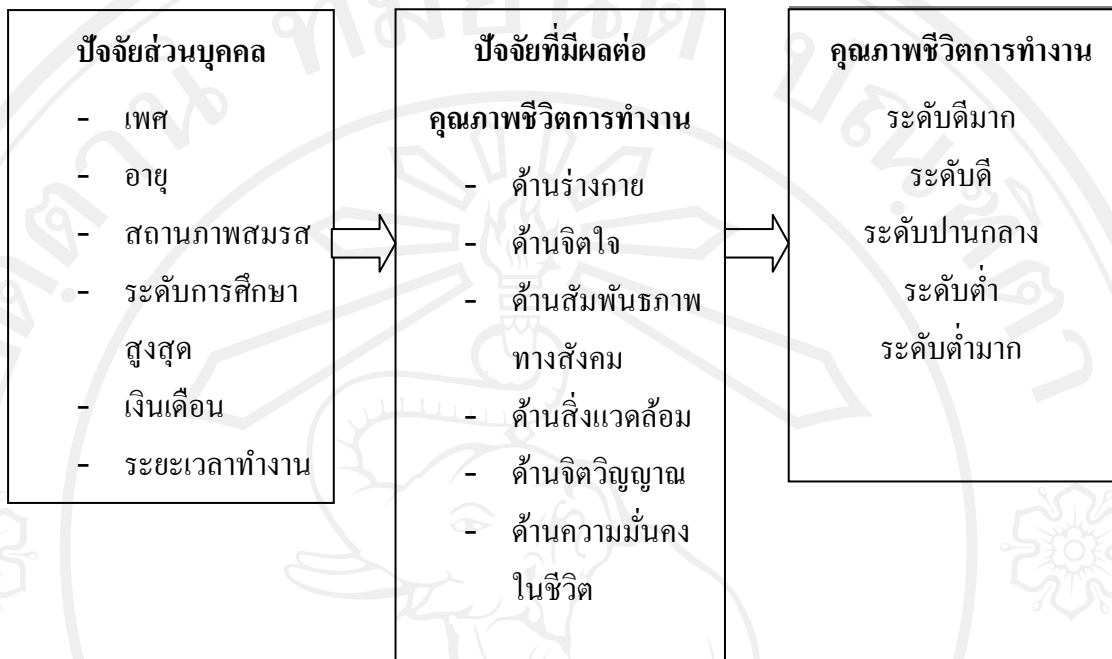 ปัจจัยส่วนบุคคล
- เพศ
- อายุ
- สถานภาพสมรส
- ระดับการศึกษา
สูงสุด
- เงินเดือน
- ระยะเวลาทำงาน
ปัจจัยที่มีผลต่อ
คุณภาพชีวิตการทำงาน
- ด้านร่างกาย
- ด้านจิตใจ
- ด้านสัมพันธภาพ
ทางสังคม
- ด้านสิ่งแวดล้อม
- ด้านจิตวิญญาณ
- ด้านความมั่นคง
ในชีวิต
คุณภาพชีวิตการทำงาน
ระดับดีมาก
ระดับดี
ระดับปานกลาง
ระดับต่ำ
ระดับต่ำมาก